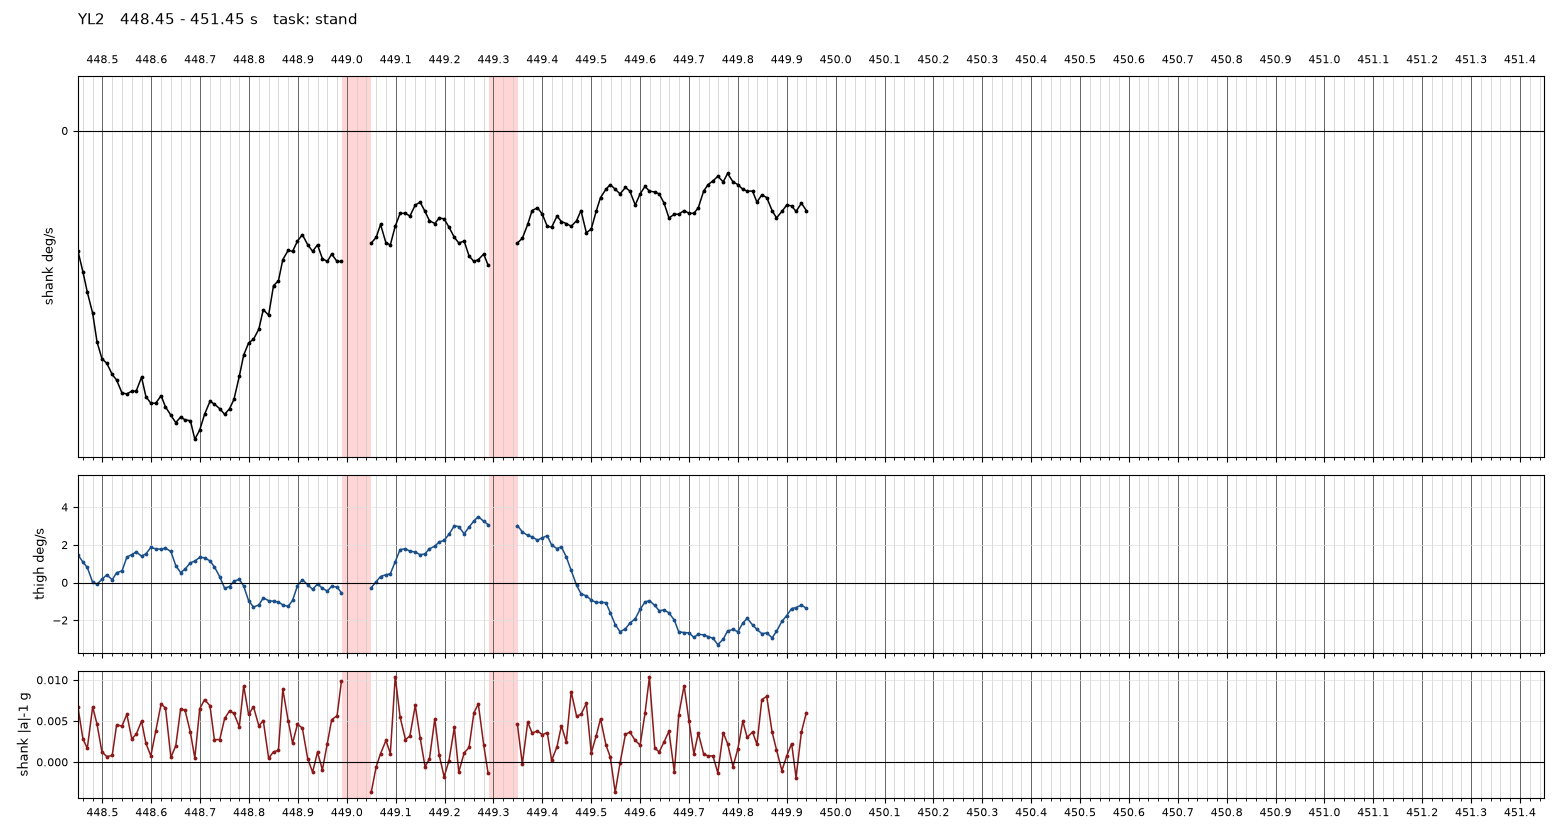 YL2   448.45 - 451.45 s   task: stand
448.5 448.6 448.7 448.8 448.9 449.0 449.1 449.2 449.3 449.4 449.5 449.6 449.7 449.8 449.9 450.0 450.1 450.2 450.3 450.4 450.5 450.6 450.7 450.8 450.9 451.0 451.1 451.2 451.3 451.4
0
shank deg/s
4
2
0
−2
thigh deg/s
0.010
0.005
0.000
shank |a|-1 g
448.5 448.6 448.7 448.8 448.9 449.0 449.1 449.2 449.3 449.4 449.5 449.6 449.7 449.8 449.9 450.0 450.1 450.2 450.3 450.4 450.5 450.6 450.7 450.8 450.9 451.0 451.1 451.2 451.3 451.4